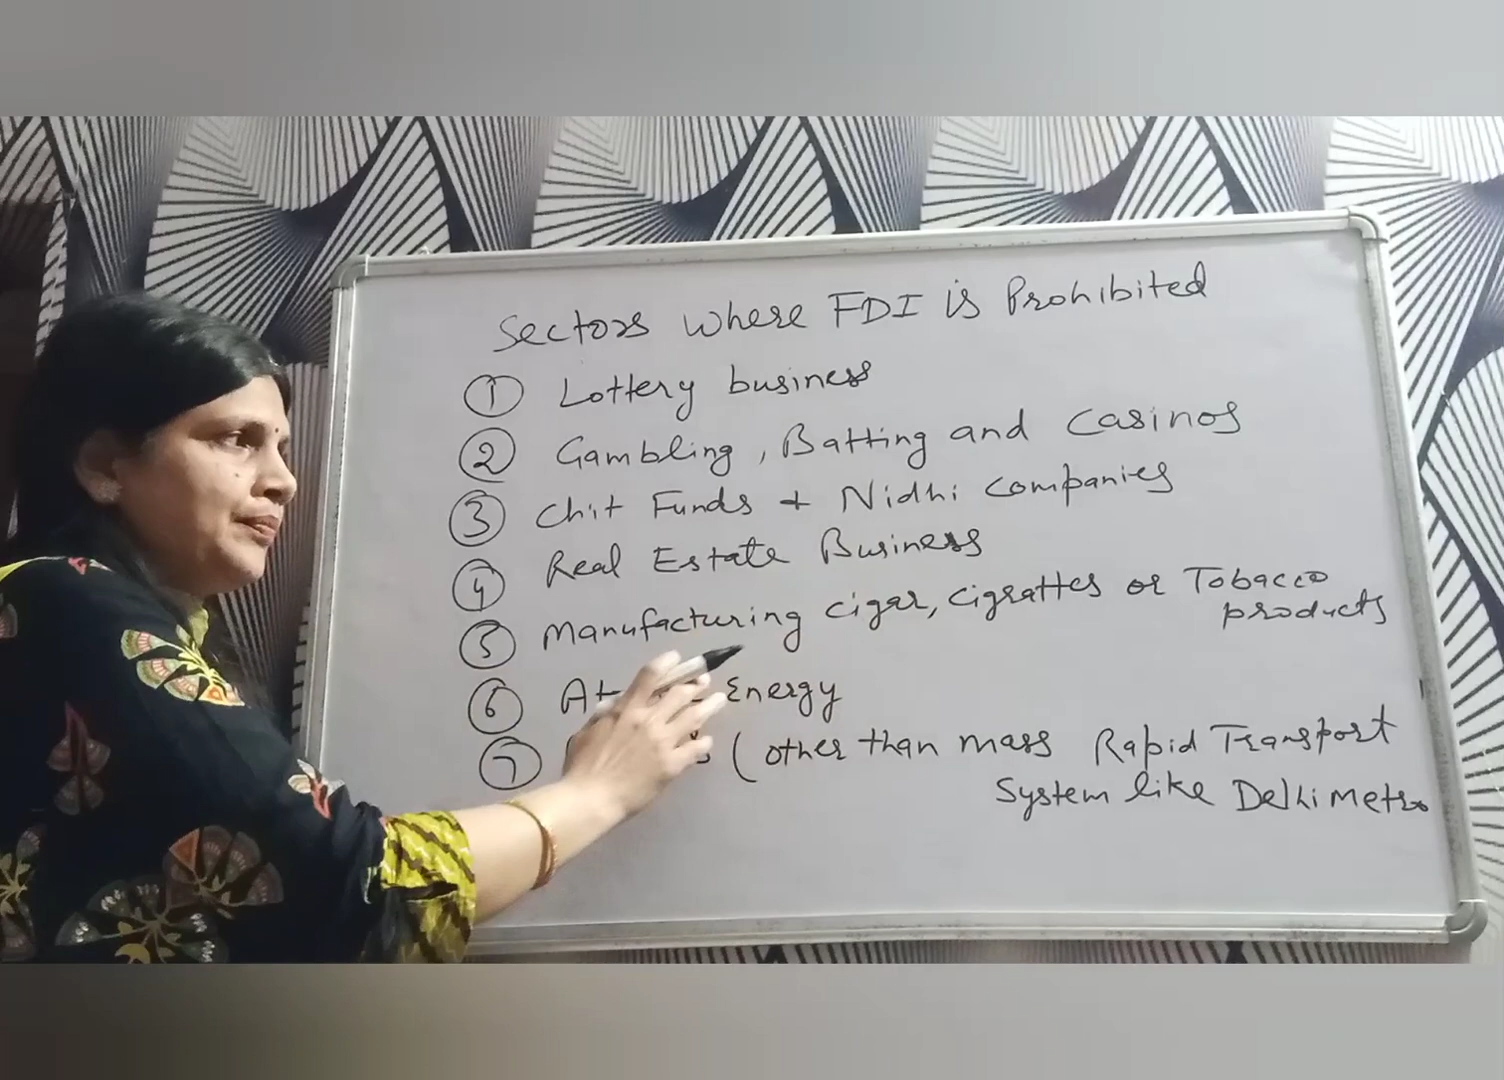 Sectors where FDI is Prohibited
① Lottery business
② Gambling, Batting and Casinos
③ Chit Funds + Nidhi Companies
④ Real Estate Business
⑤ Manufacturing cigar, cigrattes or Tobacco
products
⑥ Energy
⑦ (other than mass Rapid Transport
System like Delhi Metro